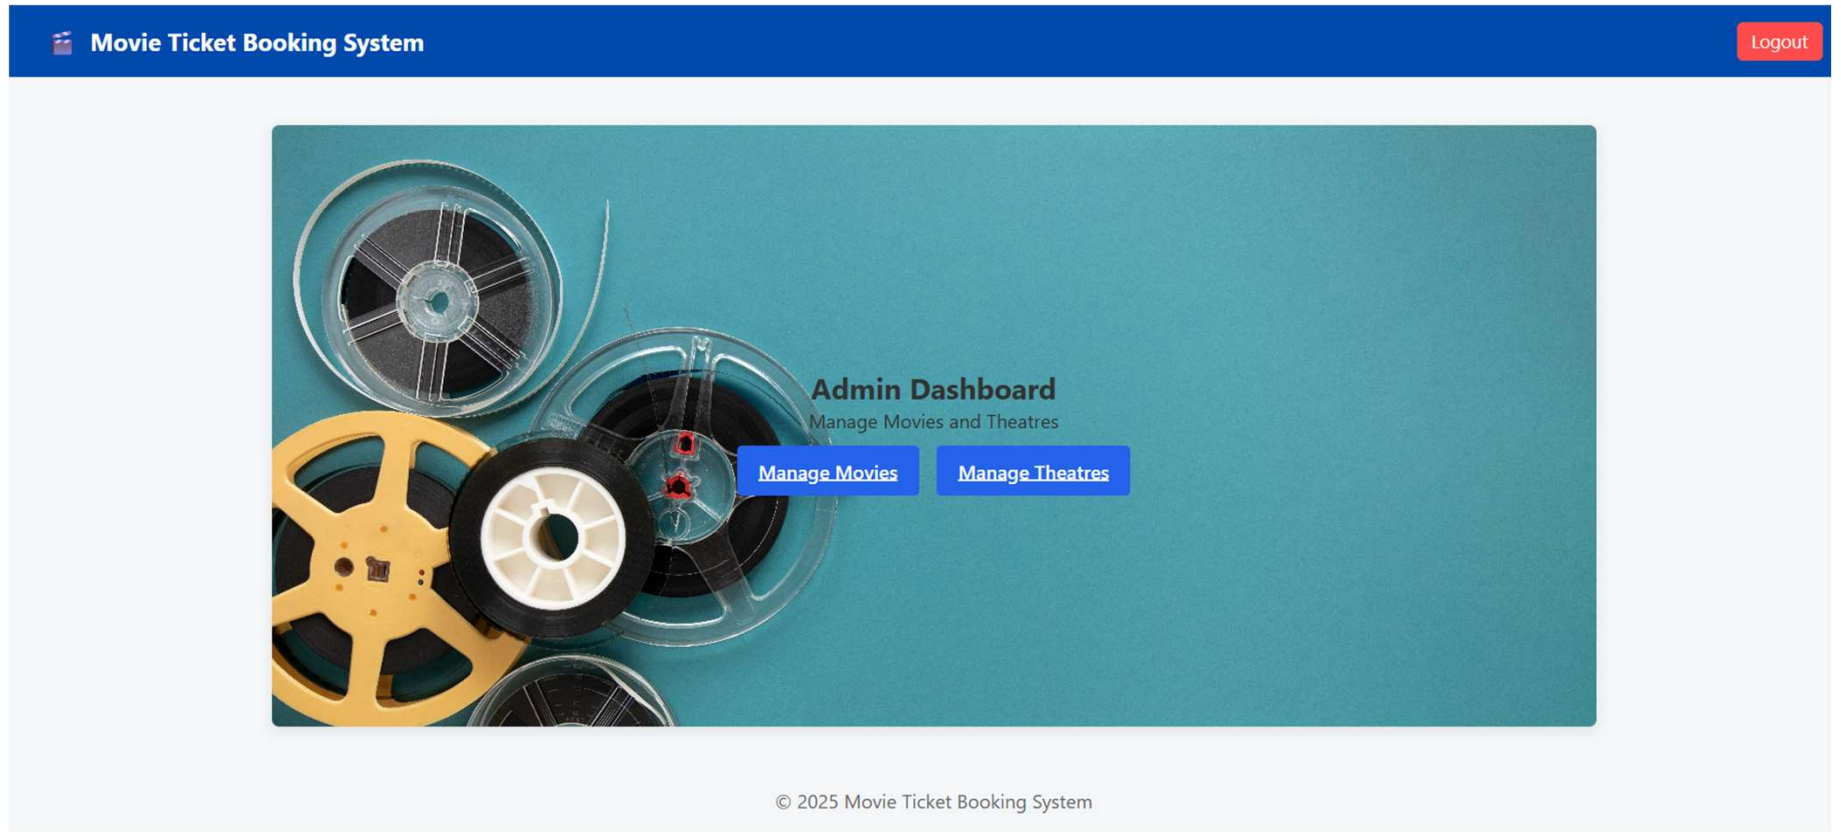 Movie Ticket Booking System
Logout
Admin Dashboard
Manage Movies and Theatres
Manage Movies
Manage Theatres
© 2025 Movie Ticket Booking System